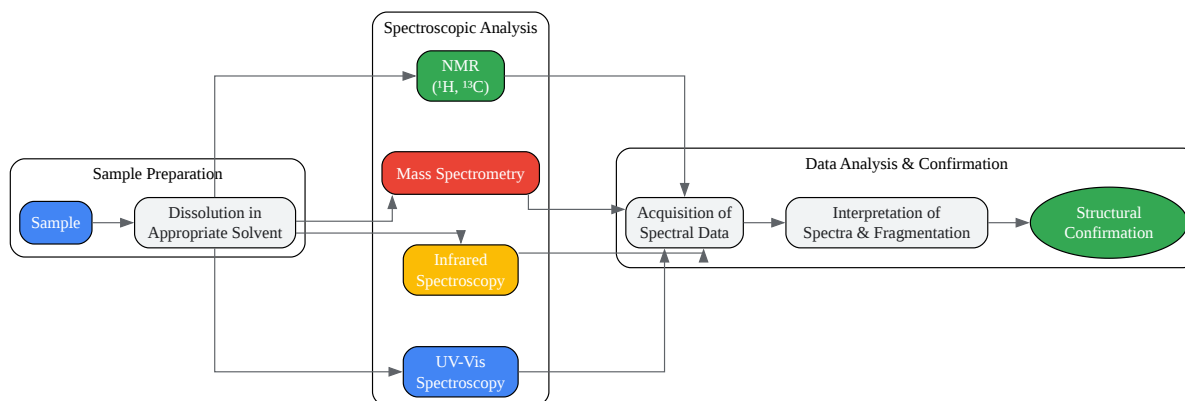 Sample Preparation
Sample
Dissolution in
Appropriate Solvent
Spectroscopic Analysis
NMR
(¹H, ¹³C)
Mass Spectrometry
Infrared
Spectroscopy
UV-Vis
Spectroscopy
Data Analysis & Confirmation
Acquisition of
Spectral Data
Interpretation of
Spectra & Fragmentation
Structural
Confirmation